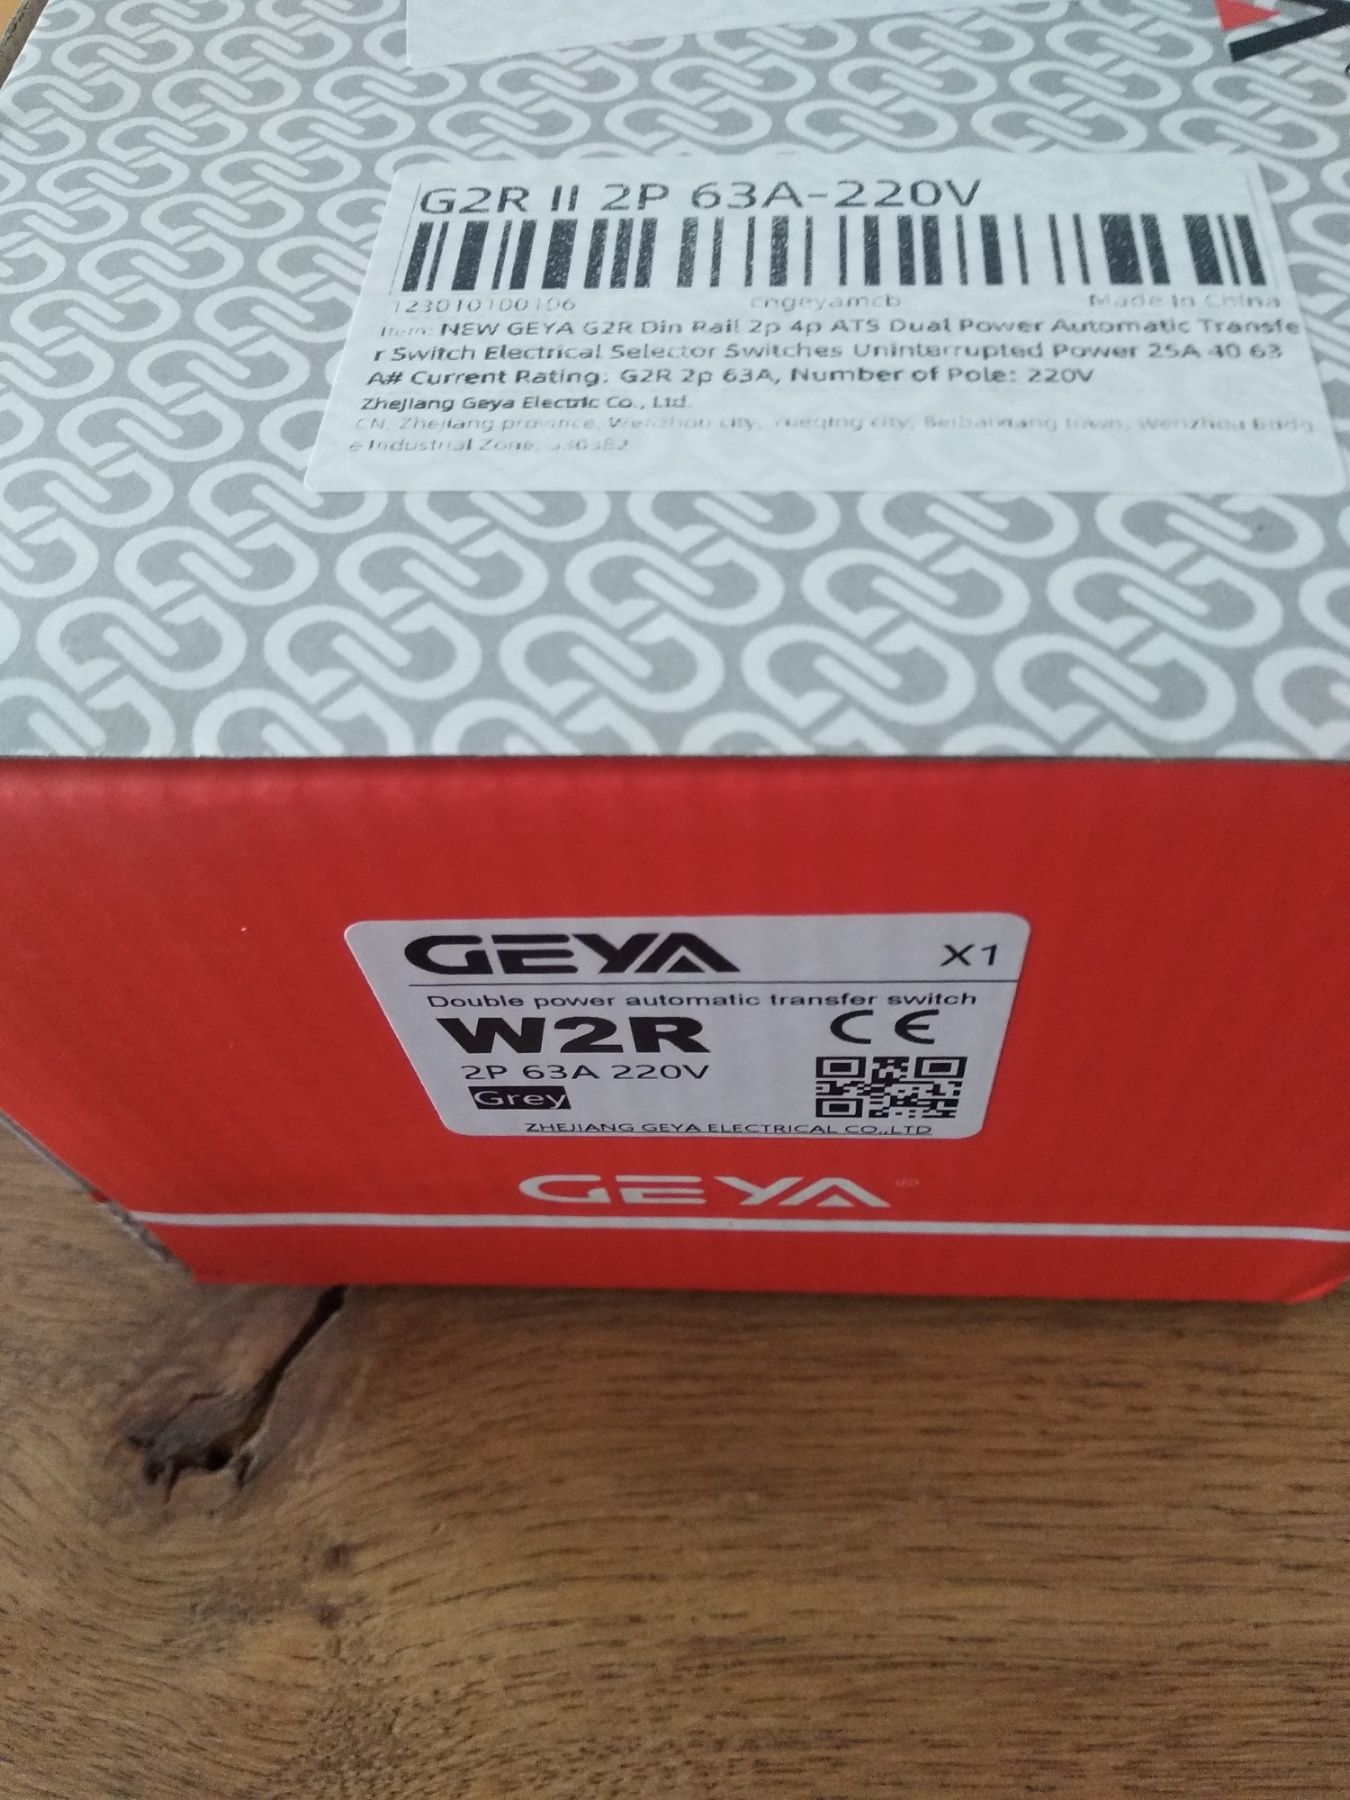 G2R II 2P 63A-220V
123010100106 cngeyamcb Made In China
Item: NEW GEYA G2R Din Rail 2p 4p ATS Dual Power Automatic Transfe
r Switch Electrical Selector Switches Uninterrupted Power 25A 40 63
A# Current Rating: G2R 2p 63A, Number of Pole: 220V
Zhejiang Geya Electric Co., Ltd.
CN, Zhejiang province, Wenzhou city, Yueqing city, Beibaixiang town, Wenzhou
e Industrial Zone,
GEYA X1
Double power automatic transfer switch
W2R CE
2P 63A 220V
Grey
ZHEJIANG GEYA ELECTRICAL CO.,LTD
GEYA®